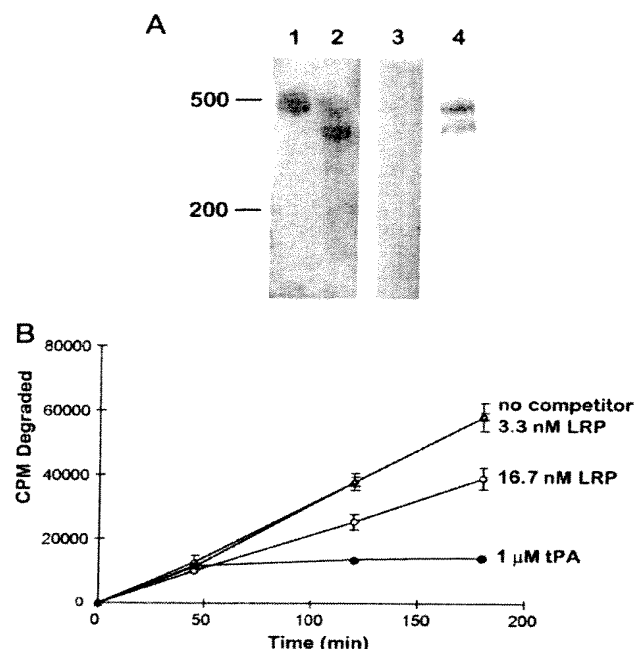 A
1 2 3 4
500
200
B
80000
60000
40000
20000
0
CPM Degraded
no competitor
3.3 nM LRP
16.7 nM LRP
1 μM tPA
0 50 100 150 200
Time (min)